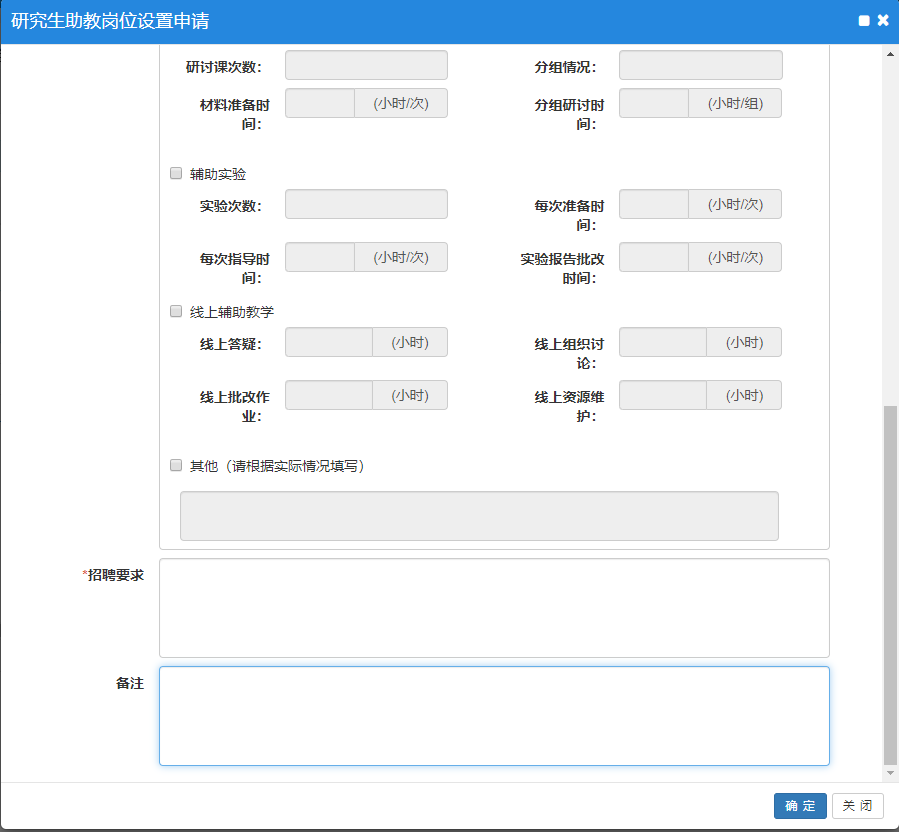 研究生助教岗位设置申请
研讨课次数： 分组情况：
材料准备时 (小时/次) 分组研讨时 (小时/组)
间： 间：
辅助实验
实验次数： 每次准备时 (小时/次)
间：
每次指导时 (小时/次) 实验报告批改 (小时/次)
间： 时间：
线上辅助教学
线上答疑： (小时) 线上组织讨 (小时)
论：
线上批改作 (小时) 线上资源维 (小时)
业： 护：
其他（请根据实际情况填写）
*招聘要求
备注
确 定 关 闭